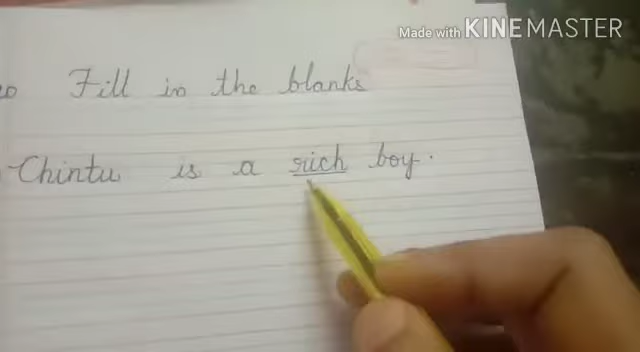 Made with KINEMASTER
Fill in the blanks
Chintu is a rich boy.